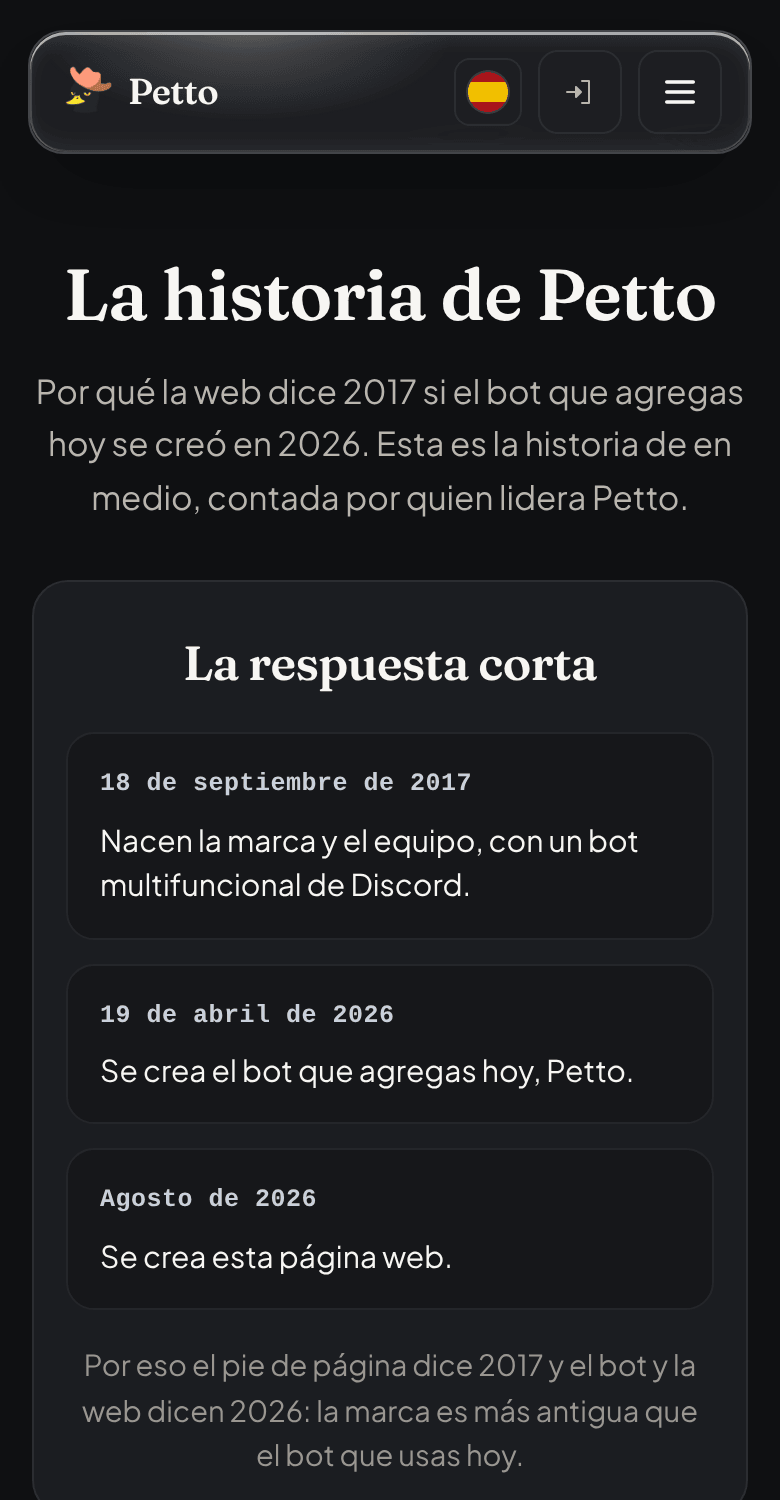 Petto
La historia de Petto
Por qué la web dice 2017 si el bot que agregas
hoy se creó en 2026. Esta es la historia de en
medio, contada por quien lidera Petto.
La respuesta corta
18 de septiembre de 2017
Nacen la marca y el equipo, con un bot
multifuncional de Discord.
19 de abril de 2026
Se crea el bot que agregas hoy, Petto.
Agosto de 2026
Se crea esta página web.
Por eso el pie de página dice 2017 y el bot y la
web dicen 2026: la marca es más antigua que
el bot que usas hoy.